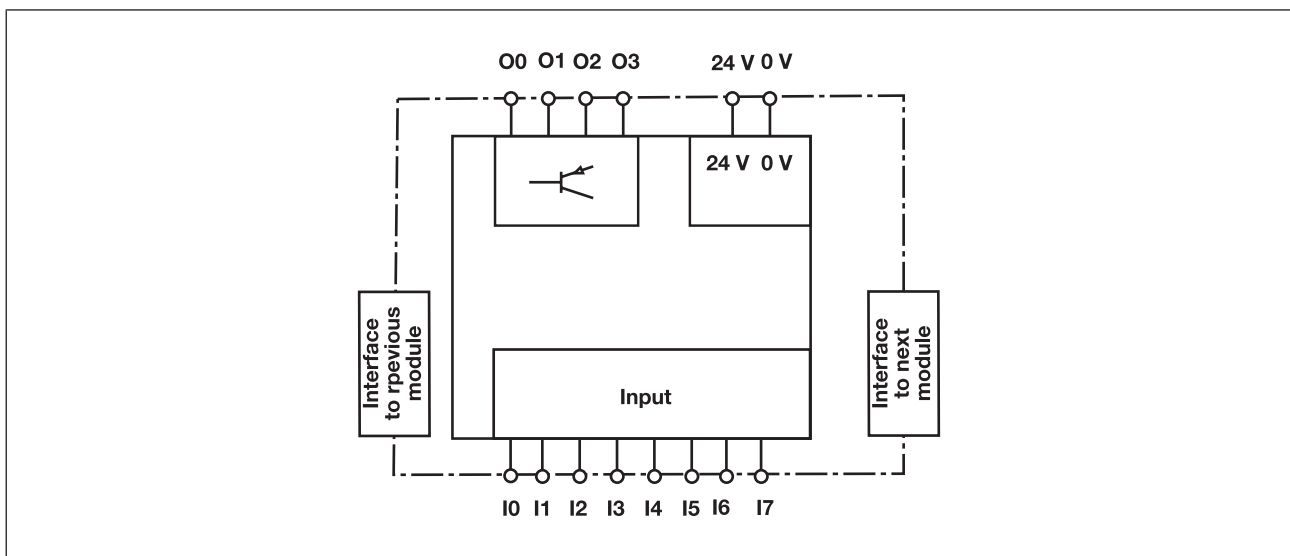 O0 O1 O2 O3 24 V 0 V
24 V 0 V
Interface
to rpevious
module
Input
Interface
to next
module
I0 I1 I2 I3 I4 I5 I6 I7